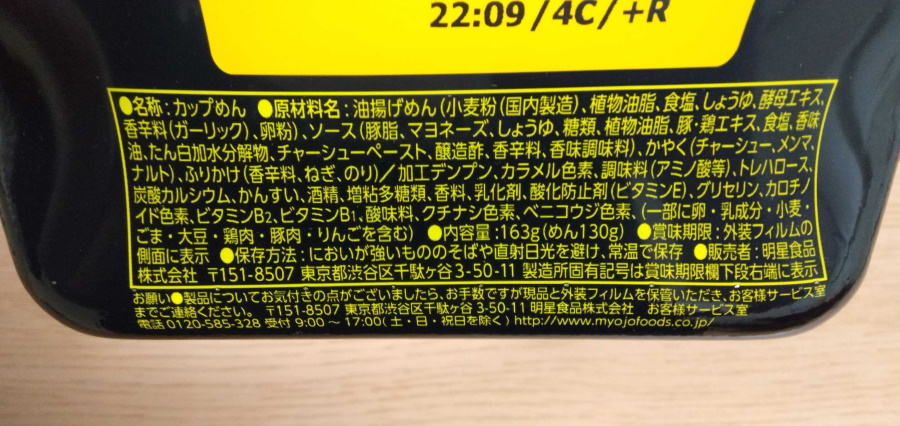 22:09/4C/+R
●名称:カップめん ●原材料名:油揚げめん(小麦粉(国内製造)、植物油脂、食塩、しょうゆ、酵母エキス、
香辛料(ガーリック)、卵粉)、ソース(豚脂、マヨネーズ、しょうゆ、糖類、植物油脂、豚・鶏エキス、食塩、香味
油、たん白加水分解物、チャーシューペースト、醸造酢、香辛料、香味調味料)、かやく(チャーシュー、メンマ、
ナルト)、ふりかけ(香辛料、ねぎ、のり)/加工デンプン、カラメル色素、調味料(アミノ酸等)、トレハロース、
炭酸カルシウム、かんすい、酒精、増粘多糖類、香料、乳化剤、酸化防止剤(ビタミンE)、グリセリン、カロチノ
イド色素、ビタミンB₂、ビタミンB₁、酸味料、クチナシ色素、ベニコウジ色素、(一部に卵・乳成分・小麦・
ごま・大豆・鶏肉・豚肉・りんごを含む) ●内容量:163g(めん130g) ●賞味期限:外装フィルムの
側面に表示 ●保存方法:においが強いもののそばや直射日光を避け、常温で保存 ●販売者:明星食品
株式会社 〒151-8507 東京都渋谷区千駄ヶ谷3-50-11 製造所固有記号は賞味期限欄下段右端に表示
お願い●製品についてお気付きの点がございましたら、お手数ですが現品と外装フィルムを保管いただき、お客様サービス室
までご連絡ください。 〒151-8507 東京都渋谷区千駄ヶ谷3-50-11 明星食品株式会社 お客様サービス室
電話0120-585-328 受付 9:00~17:00(土・日・祝日を除く) http://www.myojofoods.co.jp/